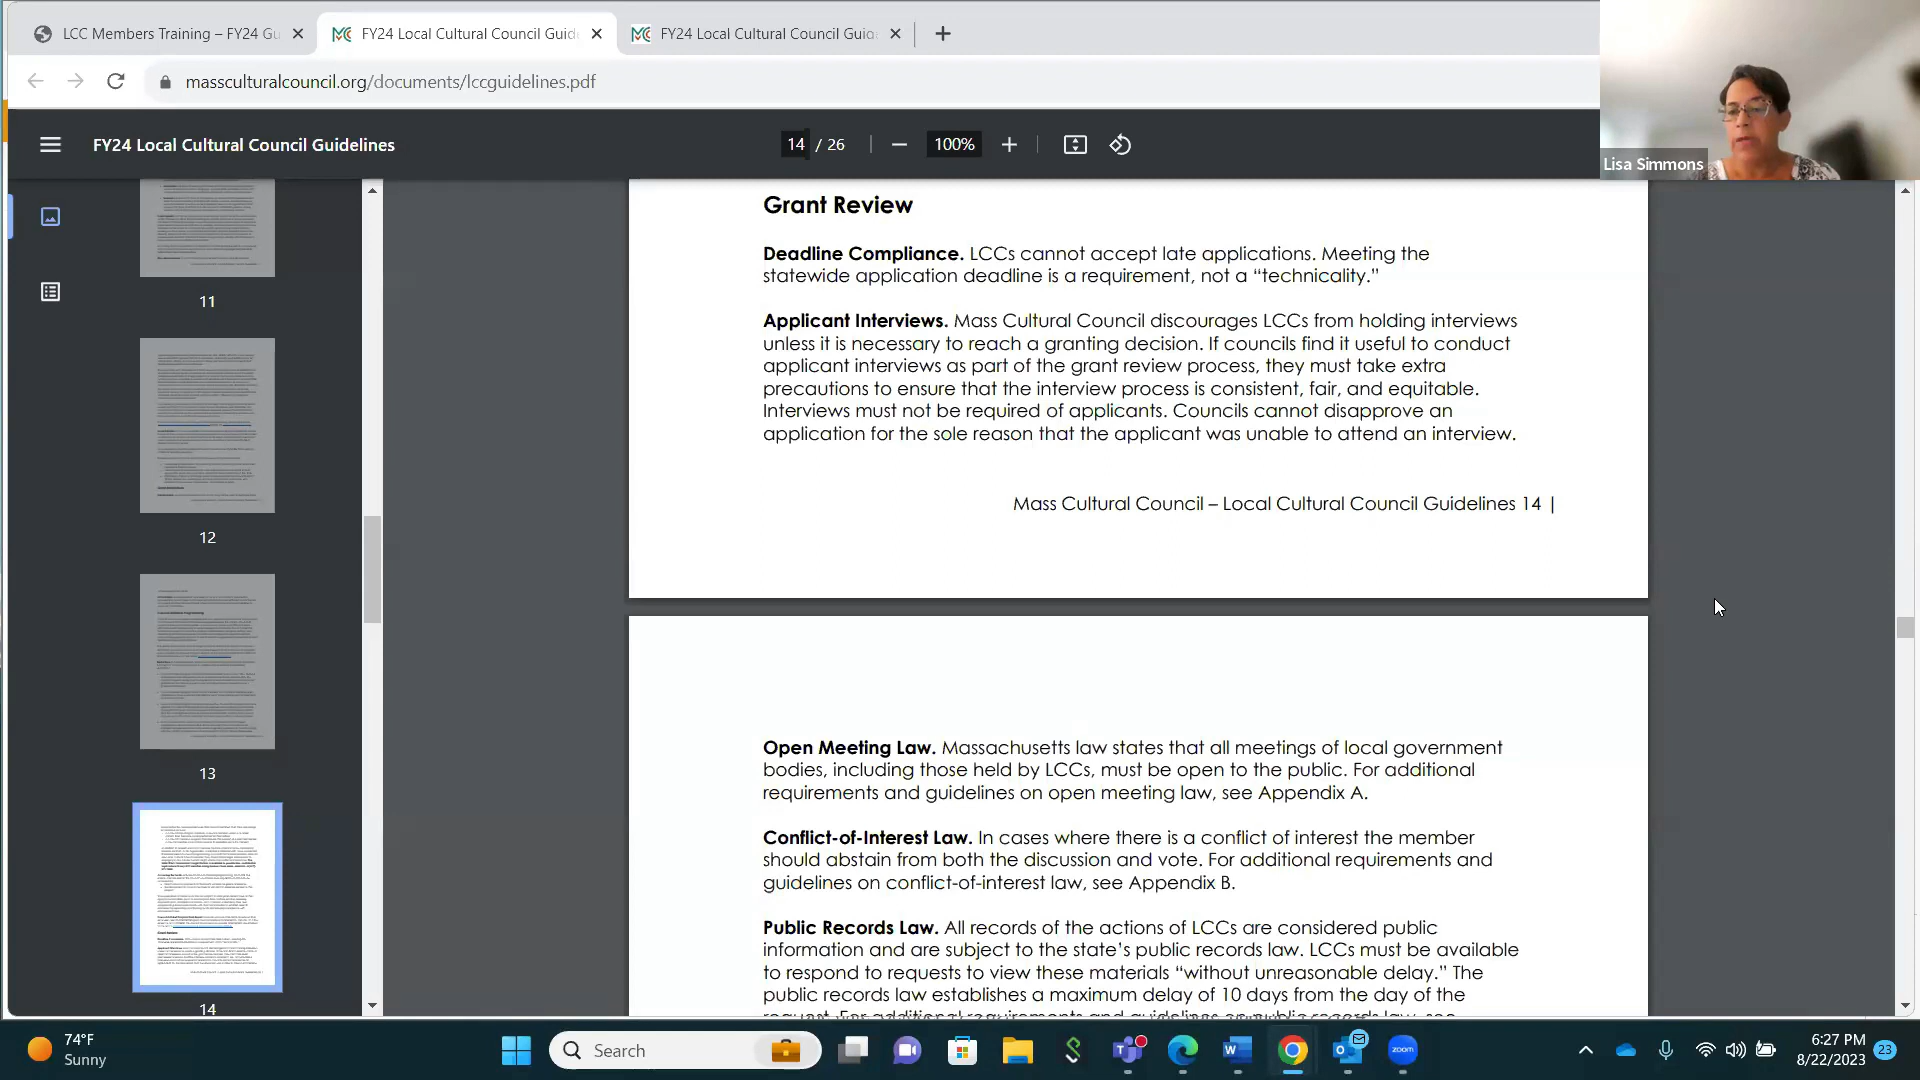 LCC Members Training – FY24 Gu
FY24 Local Cultural Council Guide
FY24 Local Cultural Council Guid
massculturalcouncil.org/documents/lccguidelines.pdf
FY24 Local Cultural Council Guidelines
14 / 26
100%
Lisa Simmons
11
12
13
14
Grant Review
Deadline Compliance. LCCs cannot accept late applications. Meeting the
statewide application deadline is a requirement, not a “technicality.”
Applicant Interviews. Mass Cultural Council discourages LCCs from holding interviews
unless it is necessary to reach a granting decision. If councils find it useful to conduct
applicant interviews as part of the grant review process, they must take extra
precautions to ensure that the interview process is consistent, fair, and equitable.
Interviews must not be required of applicants. Councils cannot disapprove an
application for the sole reason that the applicant was unable to attend an interview.
Mass Cultural Council – Local Cultural Council Guidelines 14 |
Open Meeting Law. Massachusetts law states that all meetings of local government
bodies, including those held by LCCs, must be open to the public. For additional
requirements and guidelines on open meeting law, see Appendix A.
Conflict-of-Interest Law. In cases where there is a conflict of interest the member
should abstain from both the discussion and vote. For additional requirements and
guidelines on conflict-of-interest law, see Appendix B.
Public Records Law. All records of the actions of LCCs are considered public
information and are subject to the state’s public records law. LCCs must be available
to respond to requests to view these materials “without unreasonable delay.” The
public records law establishes a maximum delay of 10 days from the day of the
request. For additional requirements and guidelines on public records law, see
74°F
Sunny
Search
zoom
6:27 PM
8/22/2023
23